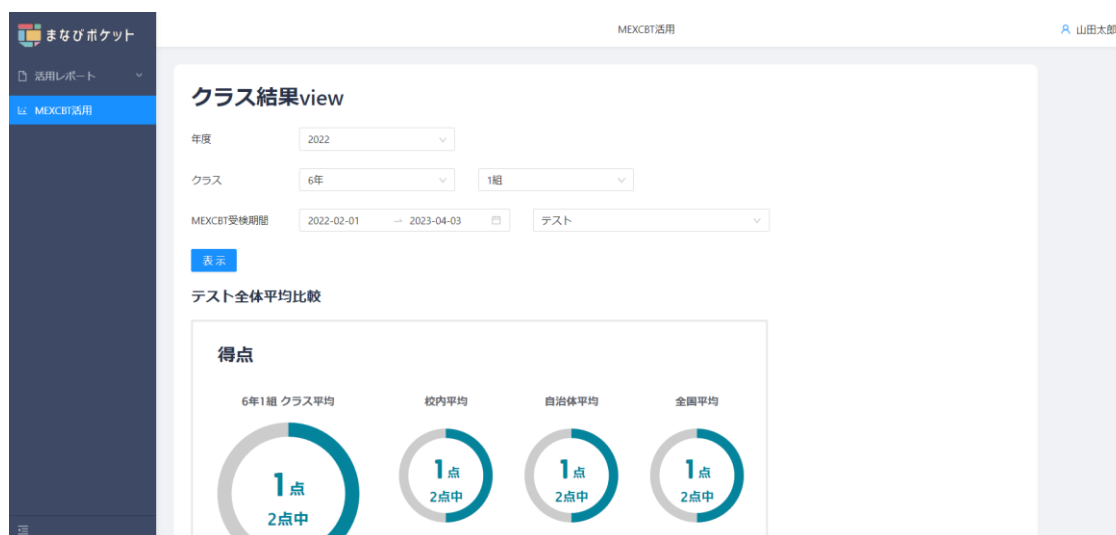 まなびポケット
MEXCBT活用
山田太郎
活用レポート
MEXCBT活用
クラス結果view
年度 2022
クラス 6年 1組
MEXCBT受検期間 2022-02-01 → 2023-04-03 テスト
表示
テスト全体平均比較
得点
6年1組 クラス平均 校内平均 自治体平均 全国平均
1点 1点 1点 1点
2点中 2点中 2点中 2点中